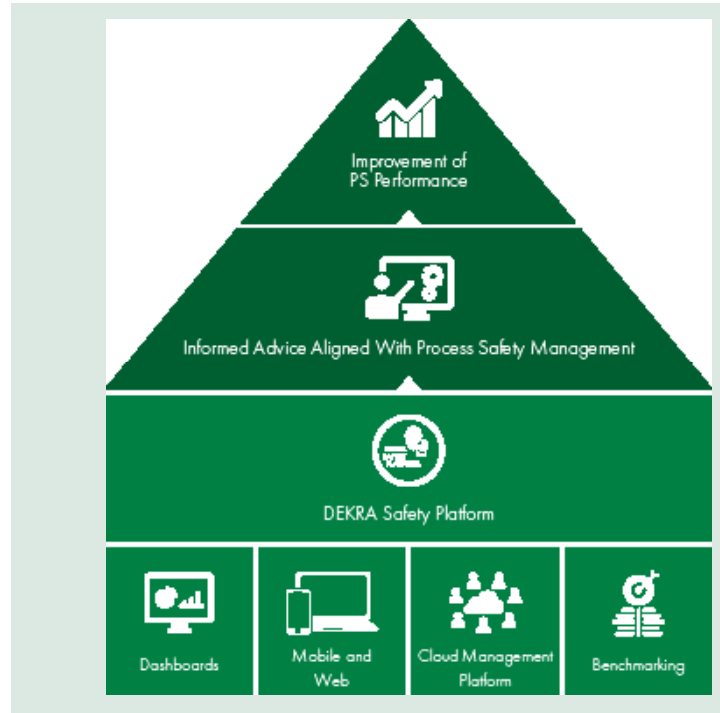 Improvement of
PS Performance
Informed Advice Aligned With Process Safety Management
DEKRA Safety Platform
Dashboards
Mobile and
Web
Cloud Management
Platform
Benchmarking